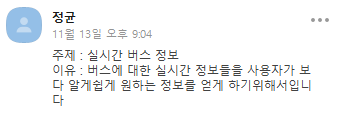 정균
11월 13일 오후 9:04
주제 : 실시간 버스 정보
이유 : 버스에 대한 실시간 정보들을 사용자가 보
다 알게쉽게 원하는 정보를 얻게 하기위해서입니
다